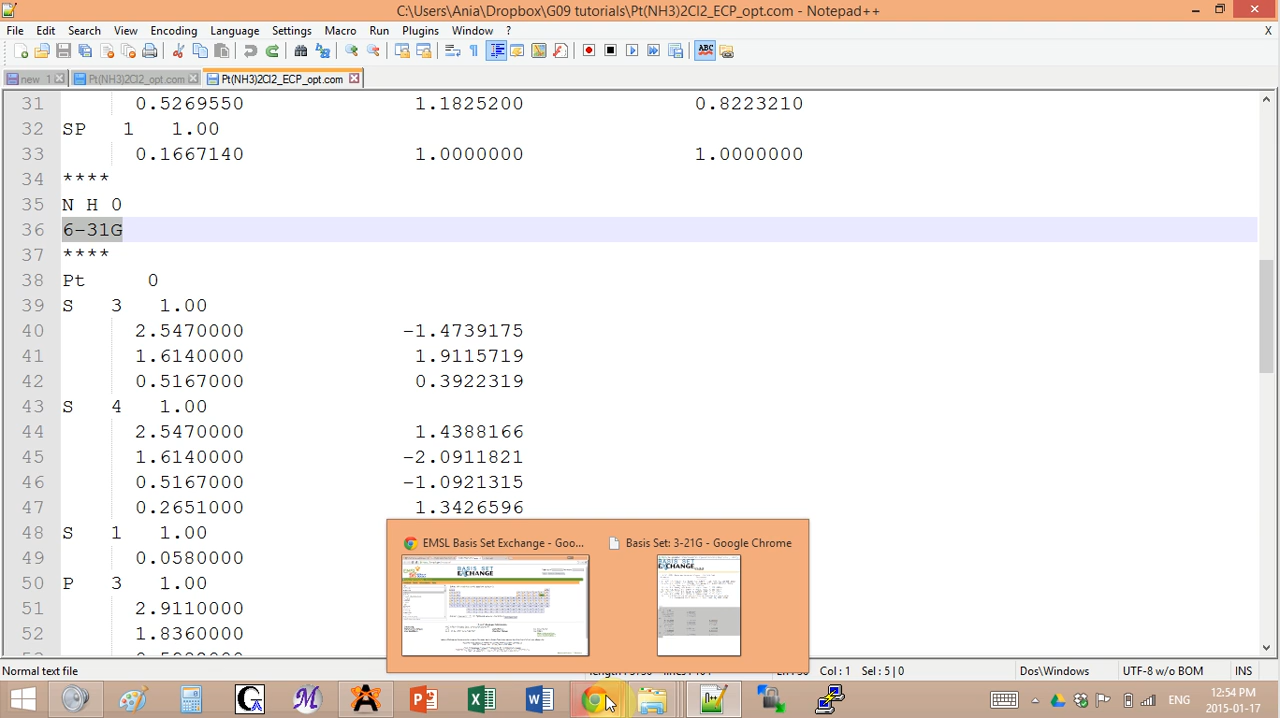 C:\Users\Ania\Dropbox\G09 tutorials\Pt(NH3)2Cl2_ECP_opt.com - Notepad++
File Edit Search View Encoding Language Settings Macro Run Plugins Window ? X
new 1 Pt(NH3)2Cl2_opt.com Pt(NH3)2Cl2_ECP_opt.com
31 0.5269550 1.1825200 0.8223210
32 SP 1 1.00
33 0.1667140 1.0000000 1.0000000
34 ****
35 N H 0
36 6-31G
37 ****
38 Pt 0
39 S 3 1.00
40 2.5470000 -1.4739175
41 1.6140000 1.9115719
42 0.5167000 0.3922319
43 S 4 1.00
44 2.5470000 1.4388166
45 1.6140000 -2.0911821
46 0.5167000 -1.0921315
47 0.2651000 1.3426596
48 S 1 1.00
49 0.0580000
50 P 3 1.00
51 2.9110000
52 1.8360000
EMSL Basis Set Exchange - Goo... Basis Set: 3-21G - Google Chrome
BASIS SET
EXCHANGE
Normal text file Col : 1 Sel : 5 | 0 Dos\Windows UTF-8 w/o BOM INS
ENG 12:54 PM
2015-01-17